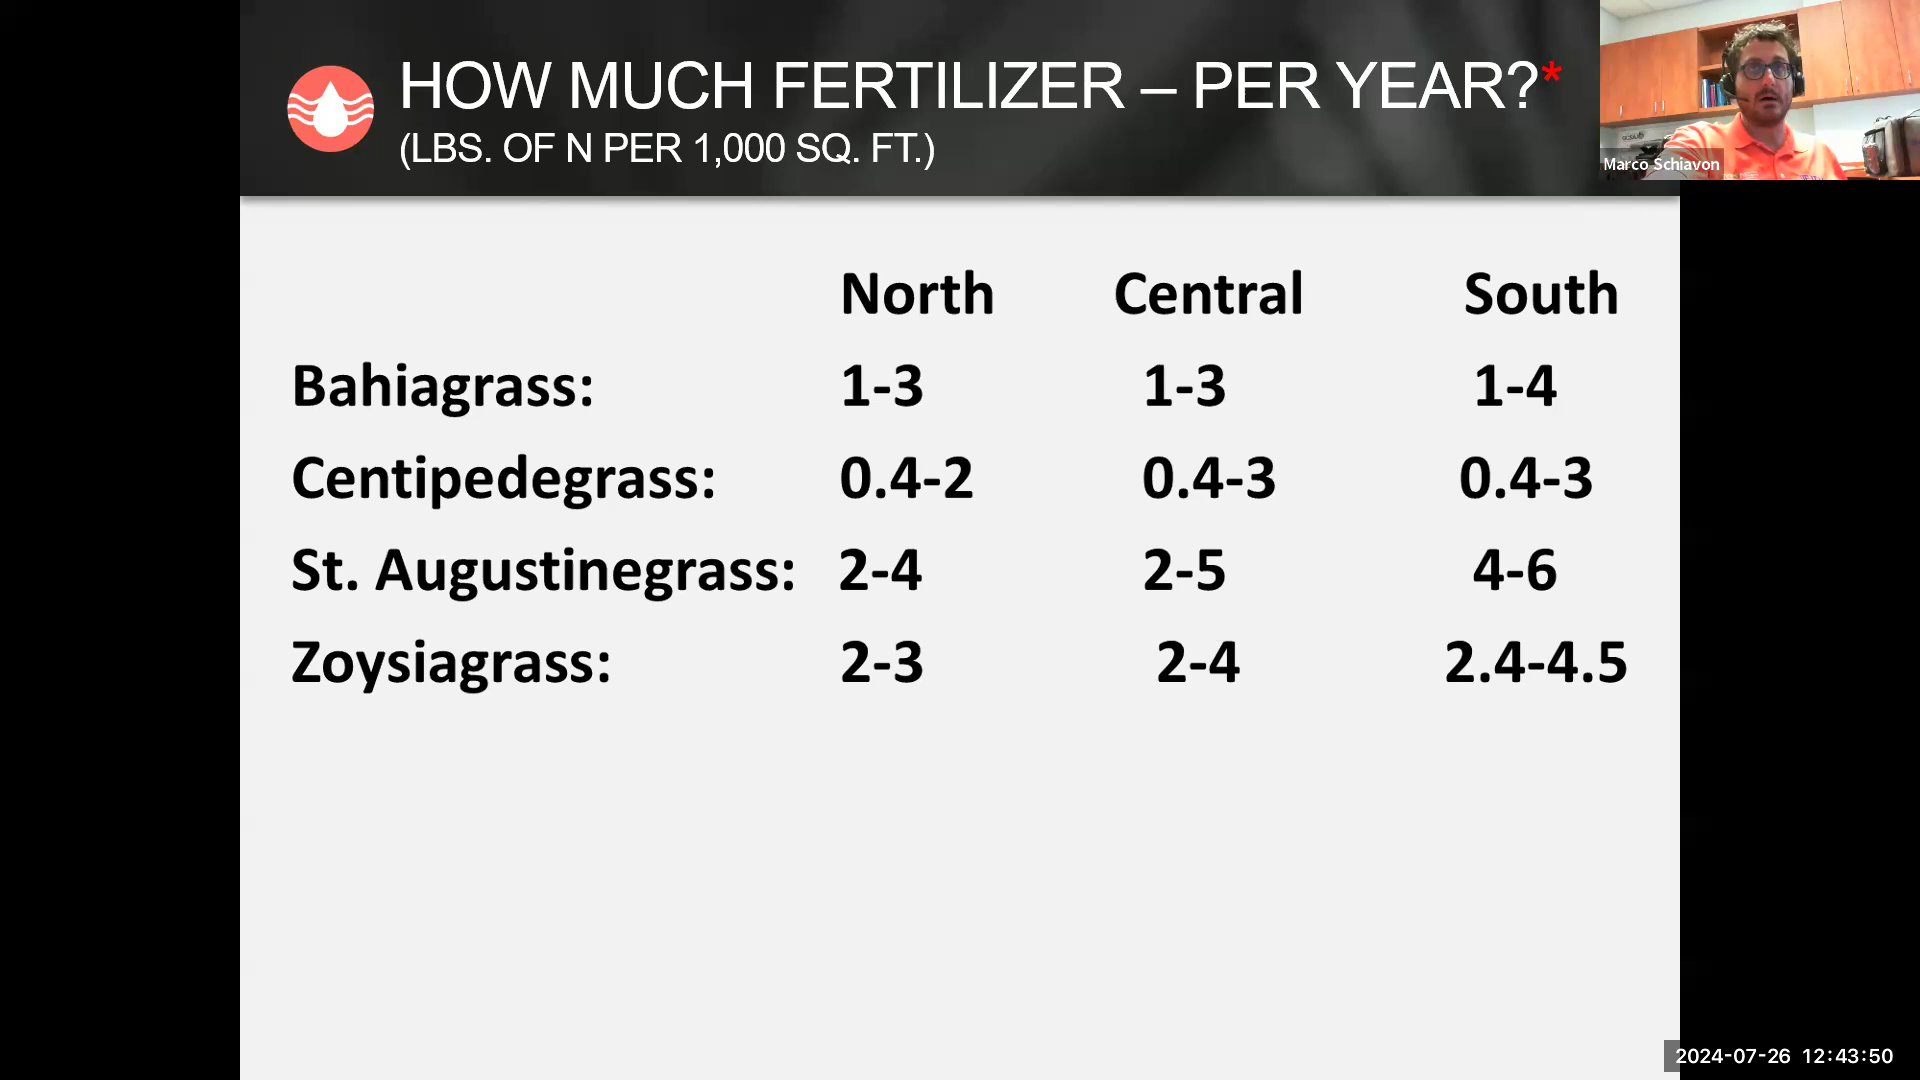 HOW MUCH FERTILIZER – PER YEAR?*
(LBS. OF N PER 1,000 SQ. FT.)
Marco Schiavon
North Central South
Bahiagrass: 1-3 1-3 1-4
Centipedegrass: 0.4-2 0.4-3 0.4-3
St. Augustinegrass: 2-4 2-5 4-6
Zoysiagrass: 2-3 2-4 2.4-4.5
2024-07-26 12:43:50